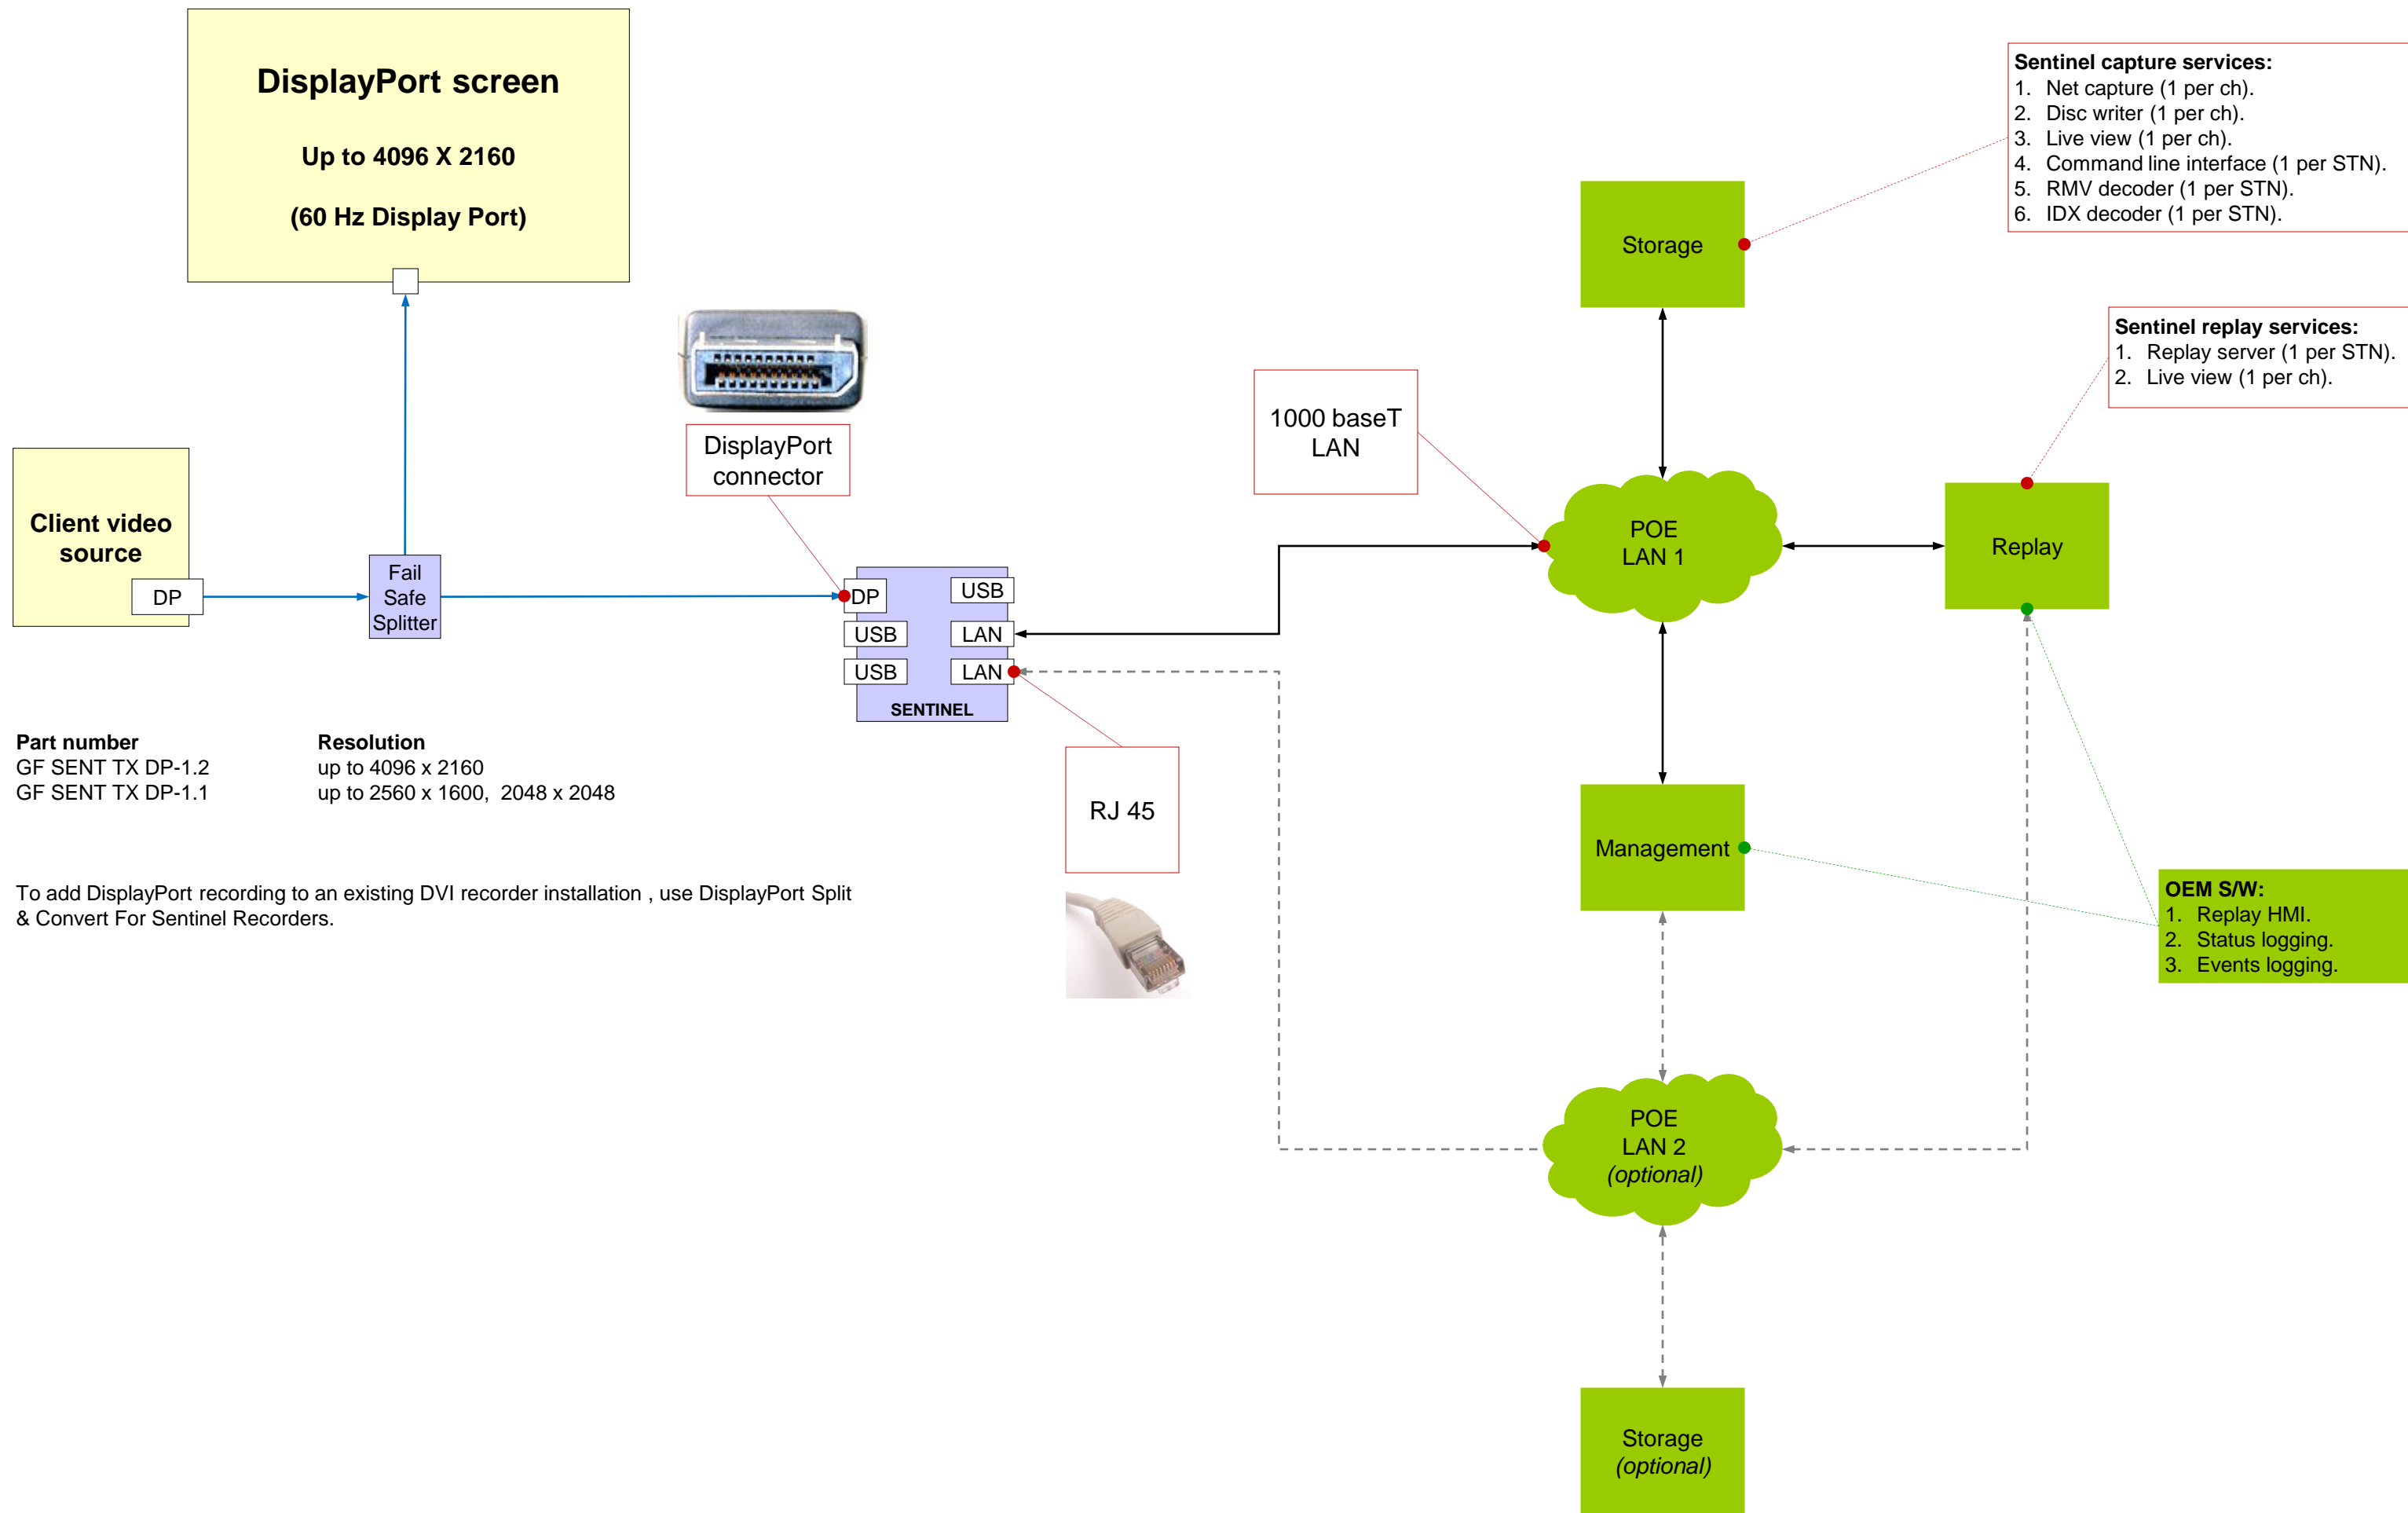 DisplayPort screen
Up to 4096 X 2160
(60 Hz Display Port)
Client video
source
DP
Fail
Safe
Splitter
DisplayPort
connector
DP
USB
USB
LAN
USB
LAN
SENTINEL
RJ 45
1000 baseT
LAN
Storage
POE
LAN 1
Replay
Management
POE
LAN 2
(optional)
Storage
(optional)
Sentinel capture services:
1. Net capture (1 per ch).
2. Disc writer (1 per ch).
3. Live view (1 per ch).
4. Command line interface (1 per STN).
5. RMV decoder (1 per STN).
6. IDX decoder (1 per STN).
Sentinel replay services:
1. Replay server (1 per STN).
2. Live view (1 per ch).
OEM S/W:
1. Replay HMI.
2. Status logging.
3. Events logging.
Part number Resolution
GF SENT TX DP-1.2 up to 4096 x 2160
GF SENT TX DP-1.1 up to 2560 x 1600, 2048 x 2048
To add DisplayPort recording to an existing DVI recorder installation , use DisplayPort Split
& Convert For Sentinel Recorders.